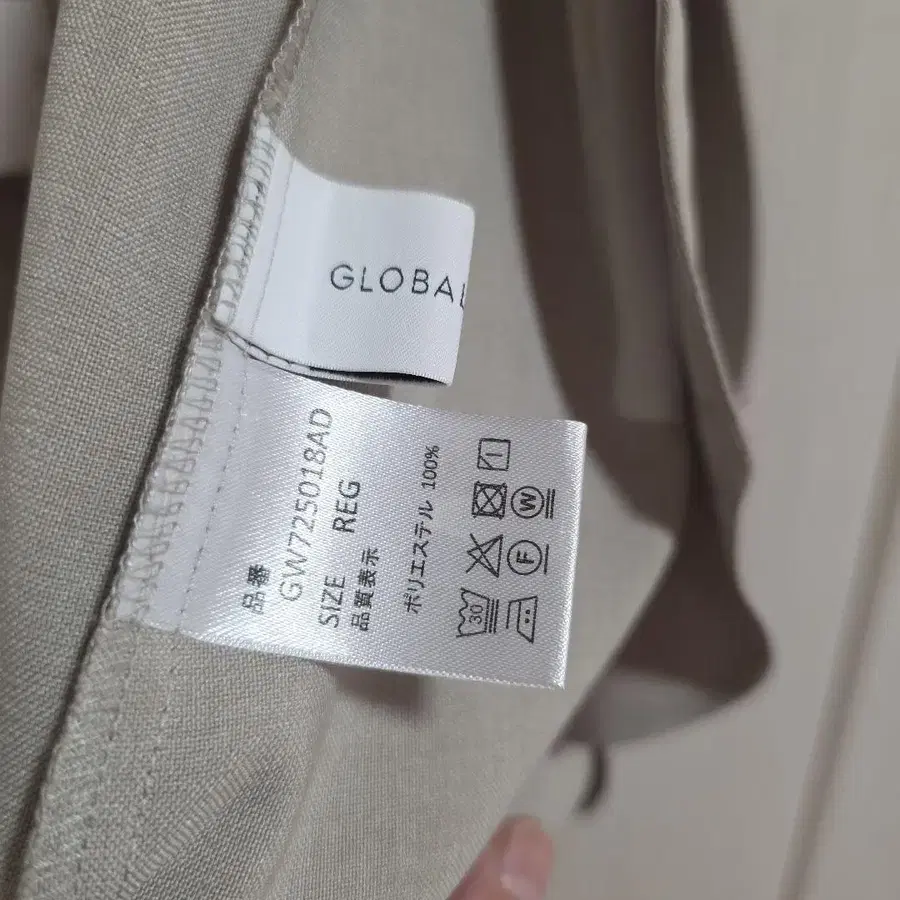 GLOBAL
品番
GW725018AD
SIZE REG
品質表示
ポリエステル 100%
30
W
F